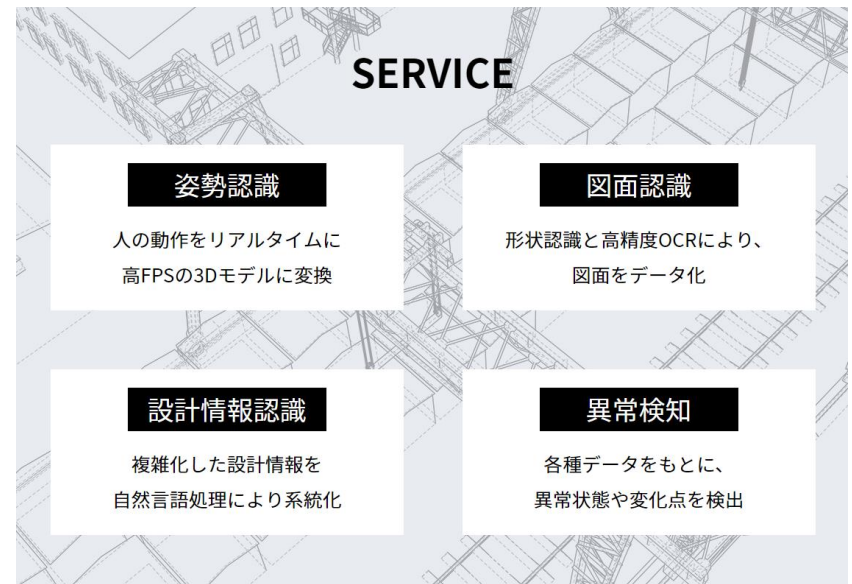 SERVICE
姿勢認識
人の動作をリアルタイムに
高FPSの3Dモデルに変換
図面認識
形状認識と高精度OCRにより、
図面をデータ化
設計情報認識
複雑化した設計情報を
自然言語処理により系統化
異常検知
各種データをもとに、
異常状態や変化点を検出